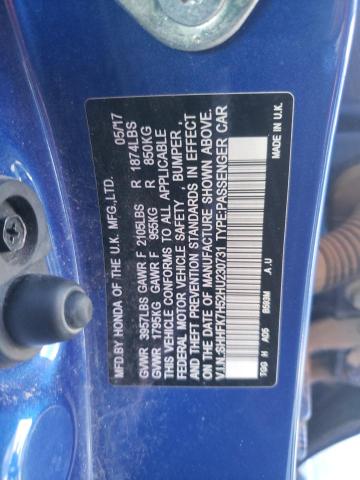 MFD.BY HONDA OF THE U.K. MFG.,LTD. 05/17
GVWR 3957LBS GAWR F 2105LBS R 1874LBS
GVWR 1795KG GAWR F 955KG R 850KG
THIS VEHICLE CONFORMS TO ALL APPLICABLE
FEDERAL MOTOR VEHICLE SAFETY , BUMPER ,
AND THEFT PREVENTION STANDARDS IN EFFECT
ON THE DATE OF MANUFACTURE SHOWN ABOVE.
V.I.N.:SHHFK7H52HU230731 TYPE:PASSENGER CAR
TGG H A05 B593M .A .U
MADE IN U.K.